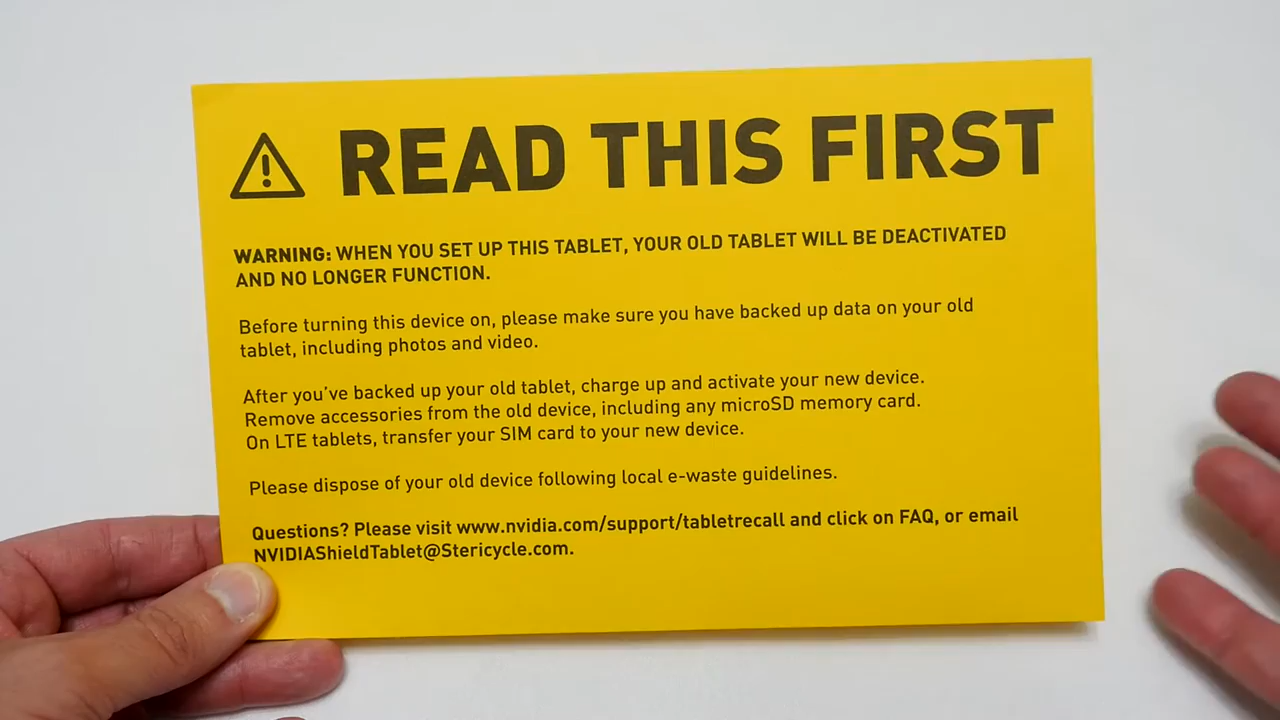 READ THIS FIRST
WARNING: WHEN YOU SET UP THIS TABLET, YOUR OLD TABLET WILL BE DEACTIVATED
AND NO LONGER FUNCTION.
Before turning this device on, please make sure you have backed up data on your old
tablet, including photos and video.
After you've backed up your old tablet, charge up and activate your new device.
Remove accessories from the old device, including any microSD memory card.
On LTE tablets, transfer your SIM card to your new device.
Please dispose of your old device following local e-waste guidelines.
Questions? Please visit www.nvidia.com/support/tabletrecall and click on FAQ, or email
NVIDIAShieldTablet@Stericycle.com.